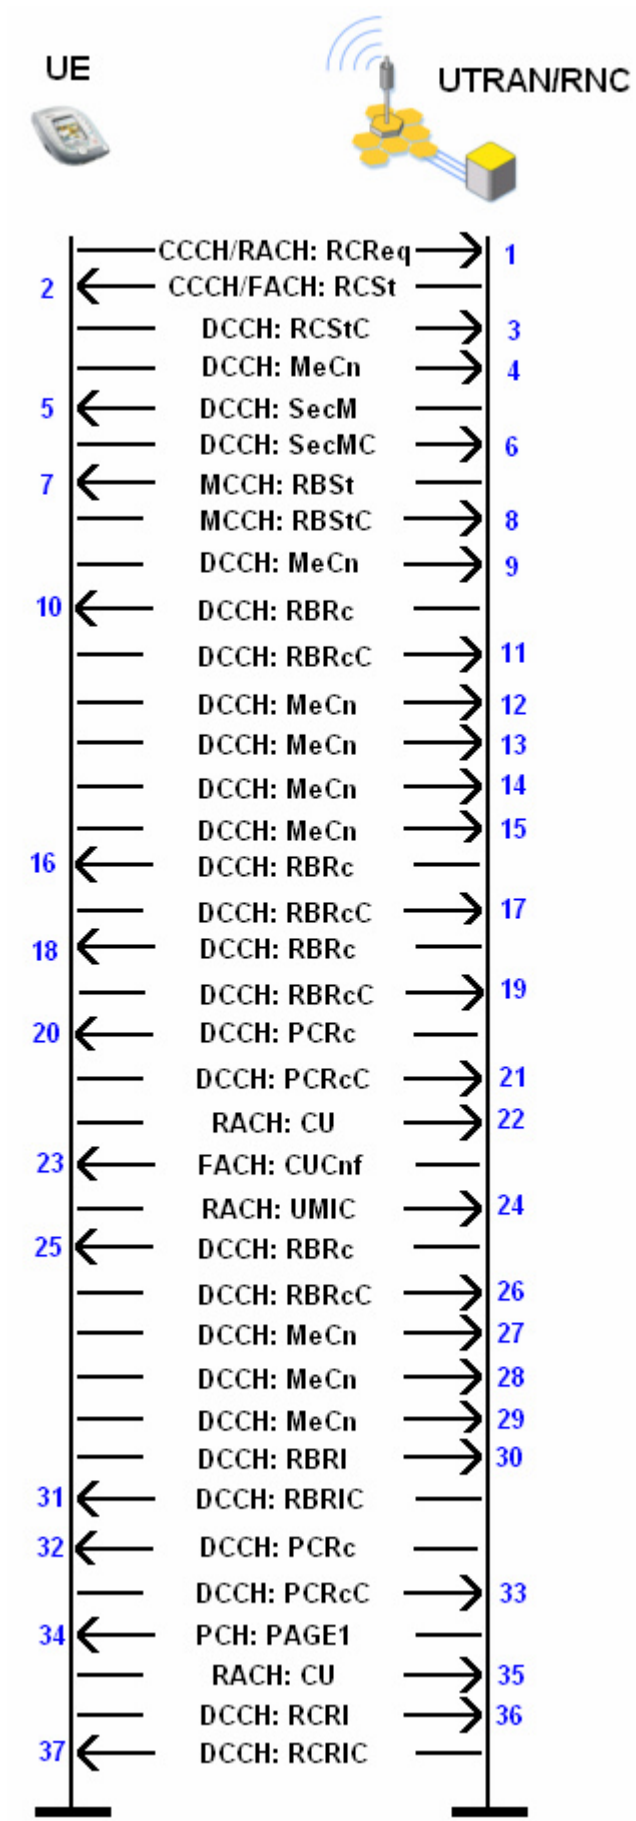 UE
UTRAN/RNC
CCCH/RACH: RCReq 1
2 CCCH/FACH: RCSt
DCCH: RCStC 3
DCCH: MeCn 4
5 DCCH: SecM
DCCH: SecMC 6
7 MCCH: RBSt
MCCH: RBStC 8
DCCH: MeCn 9
10 DCCH: RBRc
DCCH: RBRcC 11
DCCH: MeCn 12
DCCH: MeCn 13
DCCH: MeCn 14
DCCH: MeCn 15
16 DCCH: RBRc
DCCH: RBRcC 17
18 DCCH: RBRc
DCCH: RBRcC 19
20 DCCH: PCRc
DCCH: PCRcC 21
RACH: CU 22
23 FACH: CUCnf
RACH: UMIC 24
25 DCCH: RBRc
DCCH: RBRcC 26
DCCH: MeCn 27
DCCH: MeCn 28
DCCH: MeCn 29
DCCH: RBRl 30
31 DCCH: RBRlC
32 DCCH: PCRc
DCCH: PCRcC 33
34 PCH: PAGE1
RACH: CU 35
DCCH: RCRl 36
37 DCCH: RCRlC